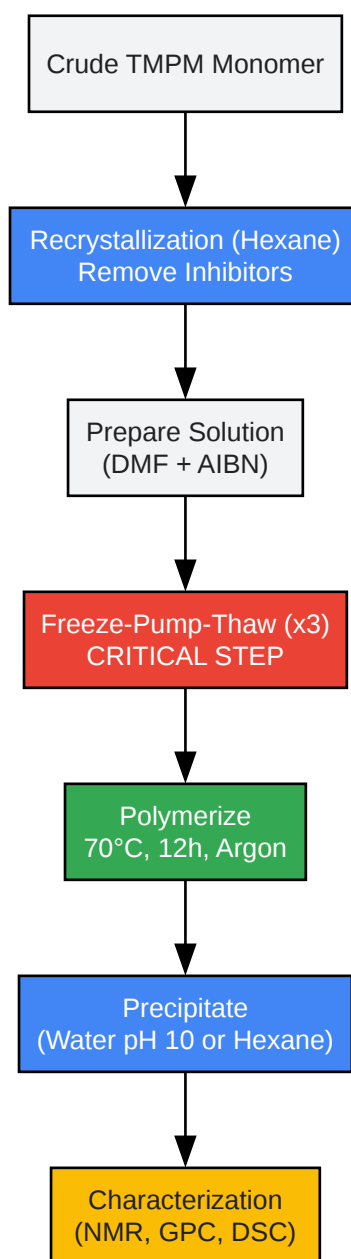 Crude TMPM Monomer
Recrystallization (Hexane)
Remove Inhibitors
Prepare Solution
(DMF + AIBN)
Freeze-Pump-Thaw (x3)
CRITICAL STEP
Polymerize
70°C, 12h, Argon
Precipitate
(Water pH 10 or Hexane)
Characterization
(NMR, GPC, DSC)